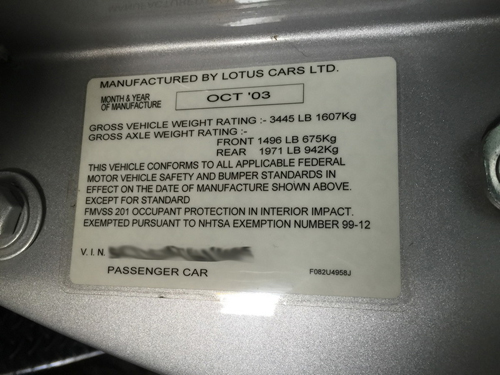 MANUFACTURED BY LOTUS CARS LTD.
MONTH & YEAR
OF MANUFACTURE
OCT '03
GROSS VEHICLE WEIGHT RATING :- 3445 LB 1607Kg
GROSS AXLE WEIGHT RATING :-
FRONT 1496 LB 675Kg
REAR 1971 LB 942Kg
THIS VEHICLE CONFORMS TO ALL APPLICABLE FEDERAL
MOTOR VEHICLE SAFETY AND BUMPER STANDARDS IN
EFFECT ON THE DATE OF MANUFACTURE SHOWN ABOVE.
EXCEPT FOR STANDARD
FMVSS 201 OCCUPANT PROTECTION IN INTERIOR IMPACT.
EXEMPTED PURSUANT TO NHTSA EXEMPTION NUMBER 99-12
V. I. N.
PASSENGER CAR
F082U4958J